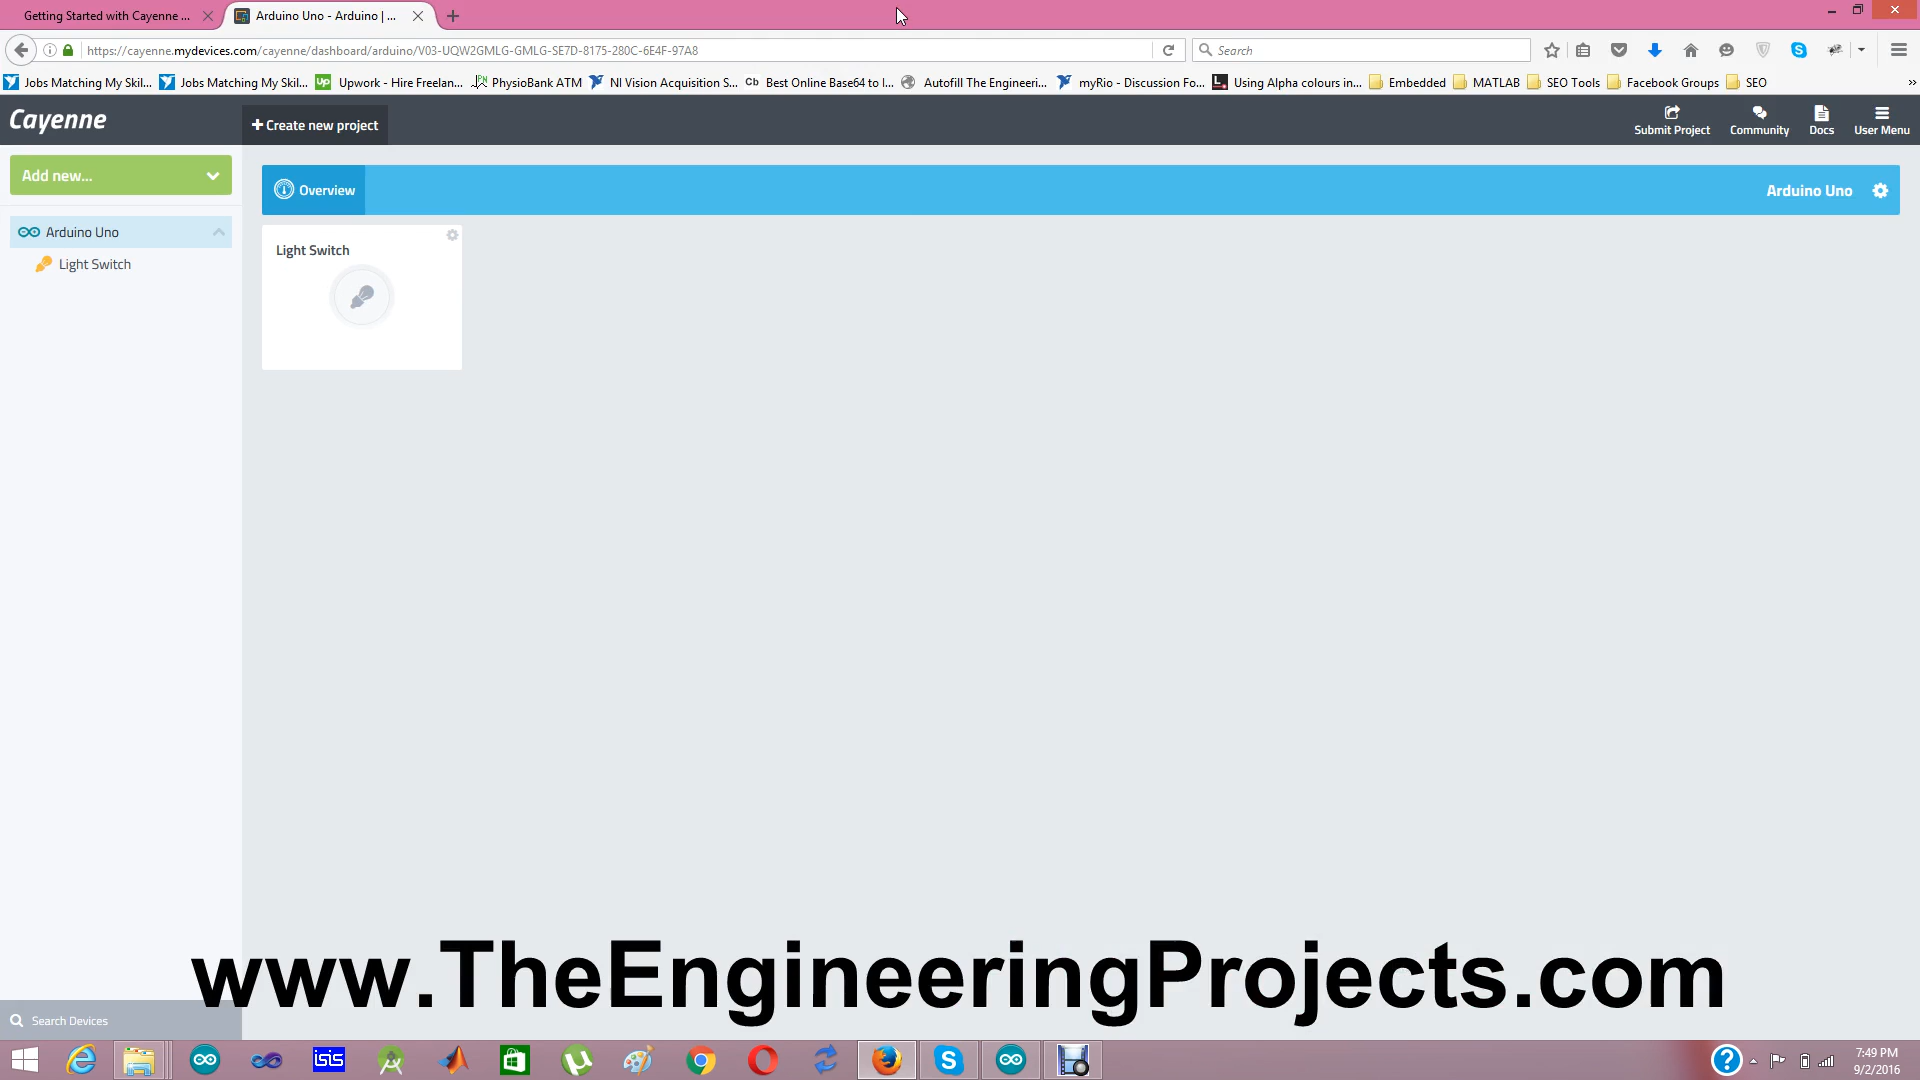 Getting Started with Cayenne ...
Arduino Uno - Arduino | ...
https://cayenne.mydevices.com/cayenne/dashboard/arduino/V03-UQW2GMLG-GMLG-SE7D-8175-280C-6E4F-97A8
Search
Jobs Matching My Skil... Jobs Matching My Skil... Up Upwork - Hire Freelan... PhysioBank ATM NI Vision Acquisition S... Cb Best Online Base64 to I... Autofill The Engineeri... myRio - Discussion Fo... L Using Alpha colours in... Embedded MATLAB SEO Tools Facebook Groups SEO »
Cayenne
+ Create new project
Submit Project
Community
Docs
User Menu
Add new...
Overview
Arduino Uno
Arduino Uno
Light Switch
Light Switch
www.TheEngineeringProjects.com
Search Devices
isis
7:49 PM
9/2/2016